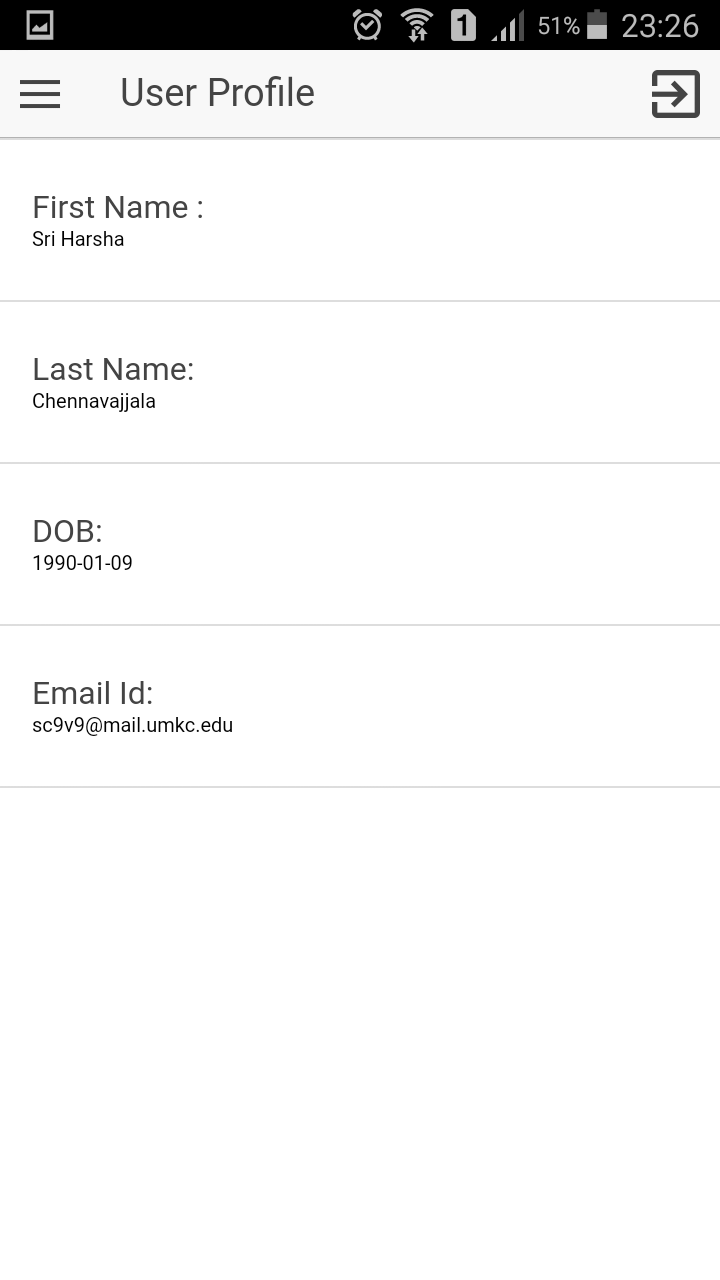 1 51% 23:26
User Profile
First Name :
Sri Harsha
Last Name:
Chennavajjala
DOB:
1990-01-09
Email Id:
sc9v9@mail.umkc.edu